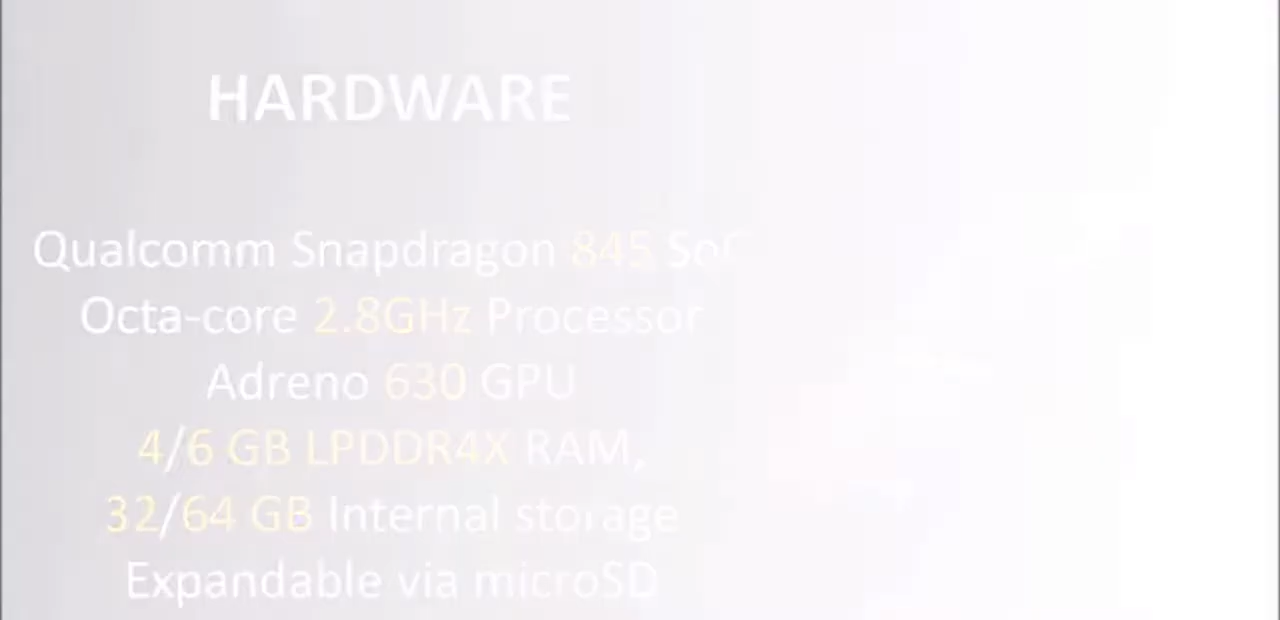 HARDWARE
Qualcomm Snapdragon 845 SoC
Octa-core 2.8GHz Processor
Adreno 630 GPU
4/6 GB LPDDR4X RAM,
32/64 GB Internal storage
Expandable via microSD